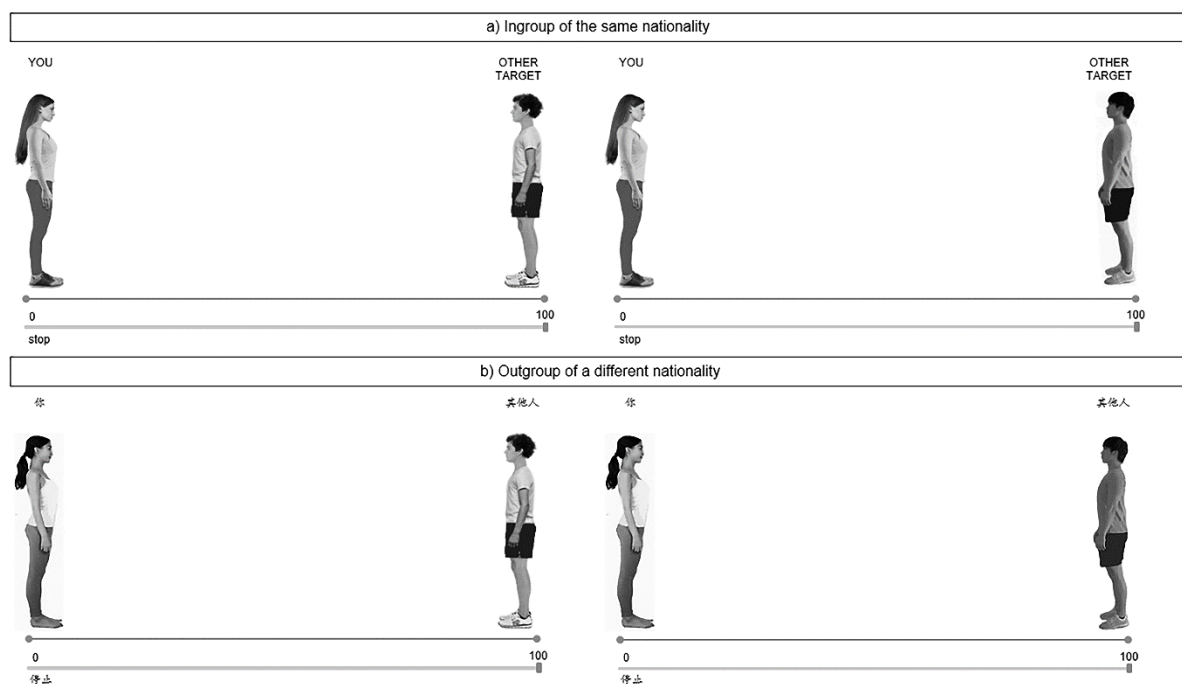 a) Ingroup of the same nationality
YOU
OTHER
TARGET
YOU
OTHER
TARGET
0
100
0
100
stop
stop
b) Outgroup of a different nationality
你
其他人
你
其他人
0
100
0
100
停止
停止